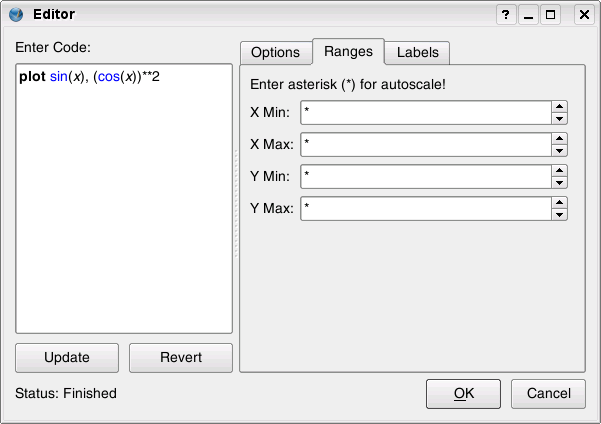 Editor
Enter Code:
plot sin(x), (cos(x))**2
Update Revert
Status: Finished
Options Ranges Labels
Enter asterisk (*) for autoscale!
X Min: *
X Max: *
Y Min: *
Y Max: *
OK Cancel